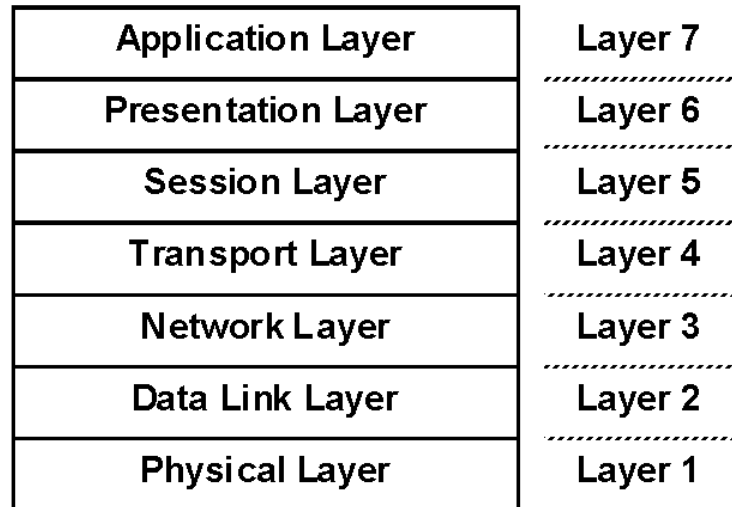 Application Layer Layer 7
Presentation Layer Layer 6
Session Layer Layer 5
Transport Layer Layer 4
Network Layer Layer 3
Data Link Layer Layer 2
Physical Layer Layer 1